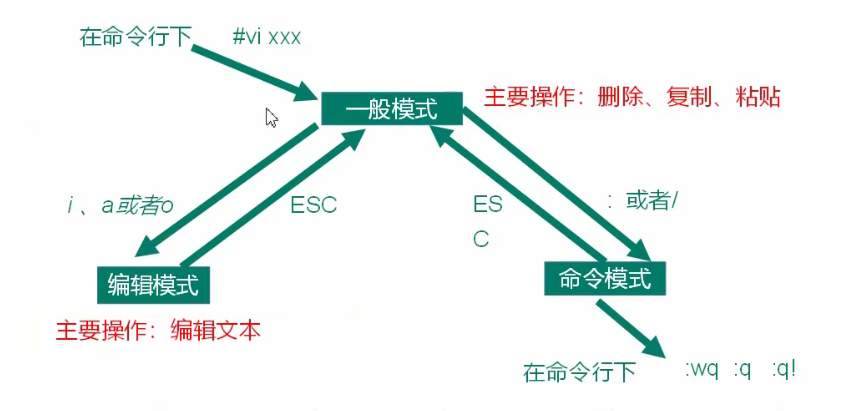 在命令行下 #vi xxx
一般模式
主要操作：删除、复制、粘贴
i 、a或者o
ESC
ES
C
: 或者/
编辑模式
命令模式
主要操作：编辑文本
在命令行下 :wq :q :q!